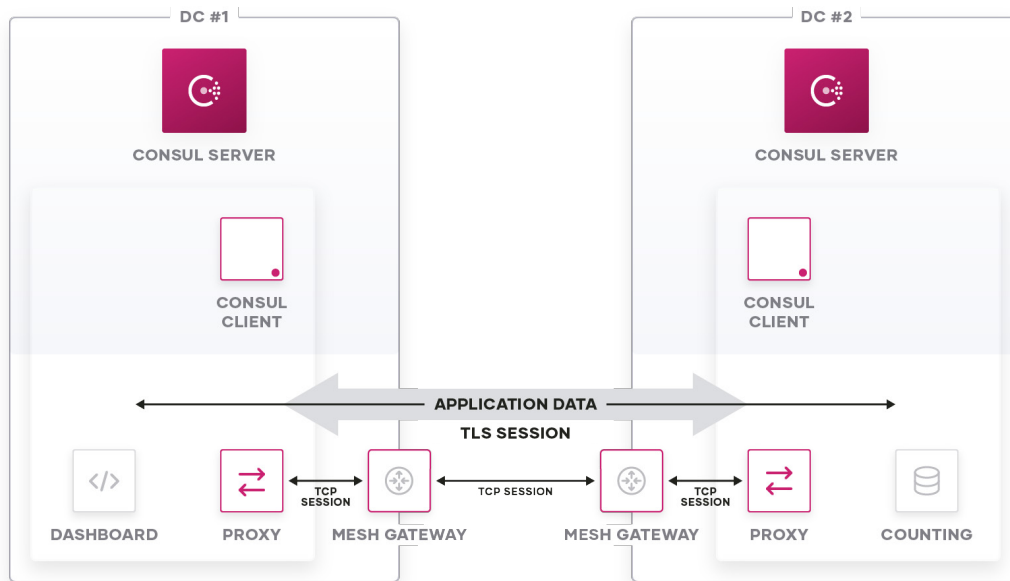 DC #1
DC #2
CONSUL SERVER
CONSUL SERVER
CONSUL
CLIENT
CONSUL
CLIENT
APPLICATION DATA
TLS SESSION
TCP
SESSION
TCP SESSION
TCP
SESSION
DASHBOARD
PROXY
MESH GATEWAY
MESH GATEWAY
PROXY
COUNTING